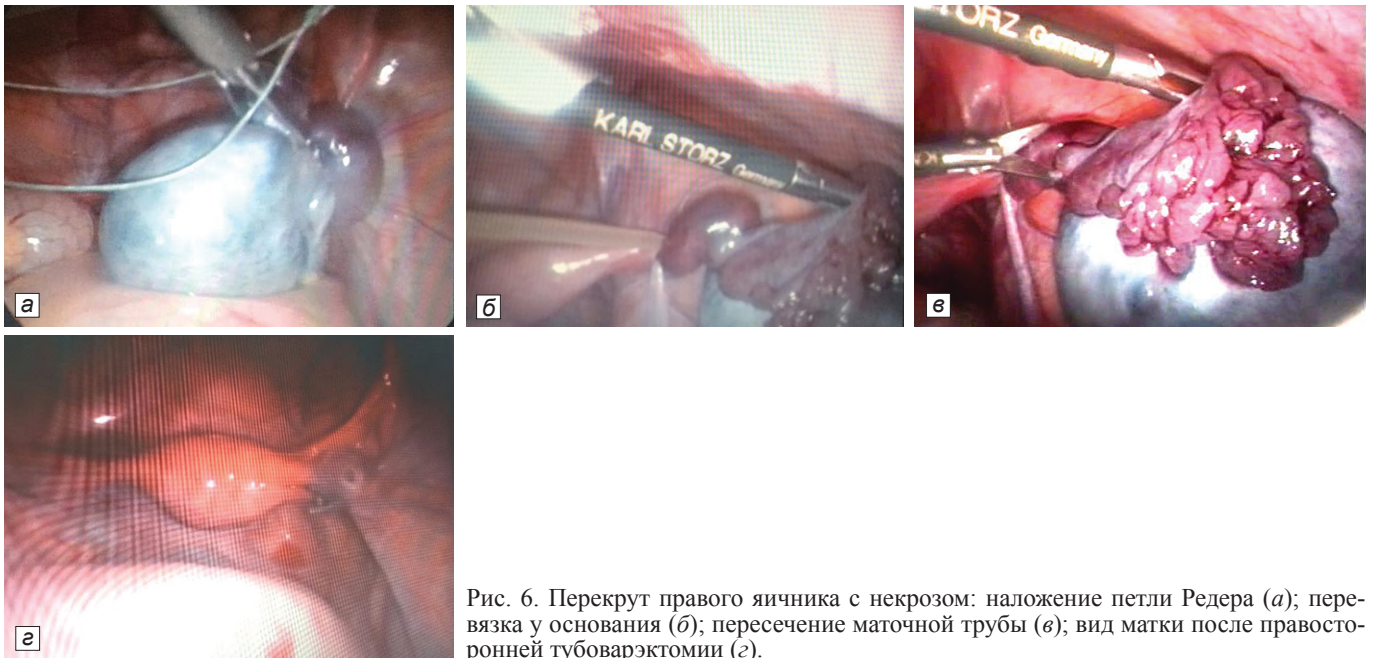 а
б
KARL STORZ Germany
в
STORZ Germany
г
Рис. 6. Перекрут правого яичника с некрозом: наложение петли Редера (а); пере-
вязка у основания (б); пересечение маточной трубы (в); вид матки после правосто-
ронней тубоварэктомии (г).